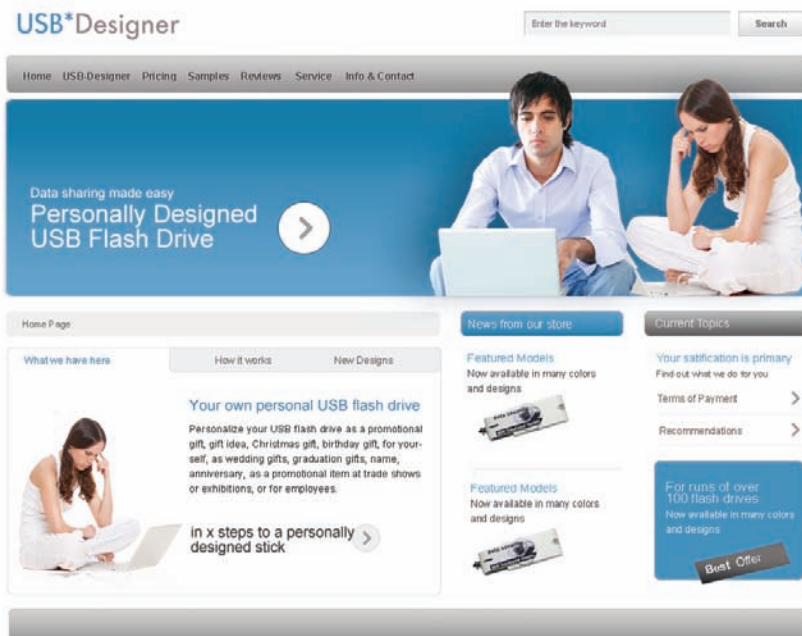 USB*Designer
Enter the keyword
Search
Home USB-Designer Pricing Samples Reviews Service Info & Contact
Data sharing made easy
Personally Designed
USB Flash Drive
Home Page
What we have here
How it works
New Designs
Your own personal USB flash drive
Personalize your USB flash drive as a promotional
gift, gift idea, Christmas gift, birthday gift, for your-
self, as wedding gifts, graduation gifts, name,
anniversary, as a promotional item at trade shows
or exhibitions, or for employees.
in x steps to a personally
designed stick
News from our store
Featured Models
Now available in many colors
and designs
Featured Models
Now available in many colors
and designs
Current Topics
Your satification is primary
Find out what we do for you
Terms of Payment
Recommendations
For runs of over
100 flash drives
Now available in many colors
and designs
Best Offer